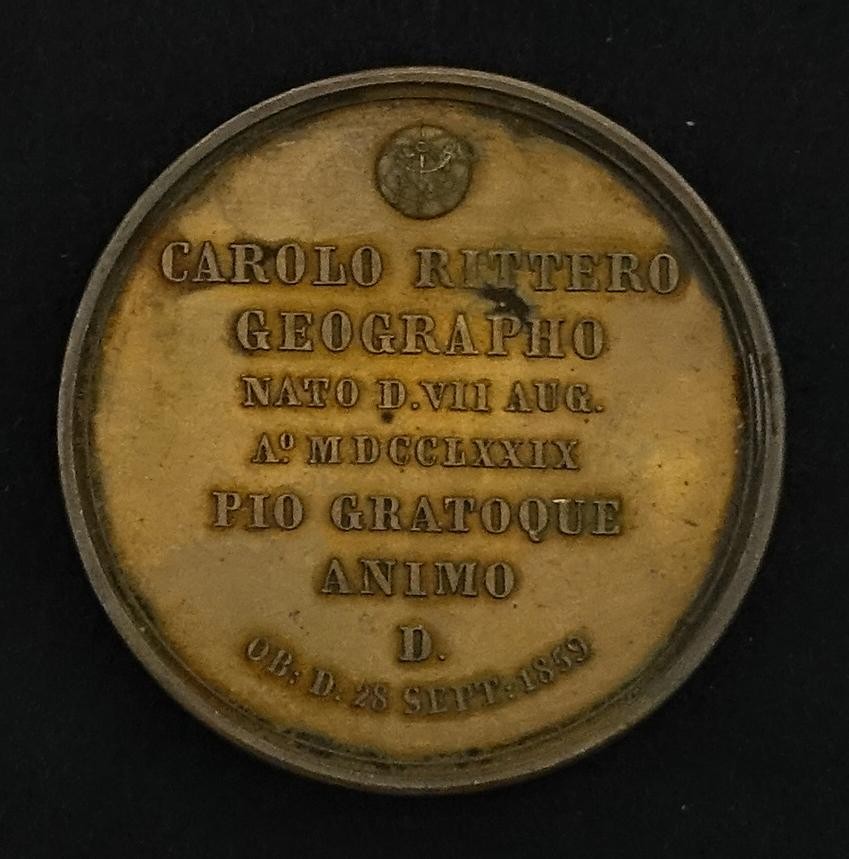 CAROLO RITTERO
GEOGRAPHO
NATO D.VII AUG.
Aº MDCCLXXIX
PIO GRATOQUE
ANIMO
D.
OB: D. 28 SEPT: 1859